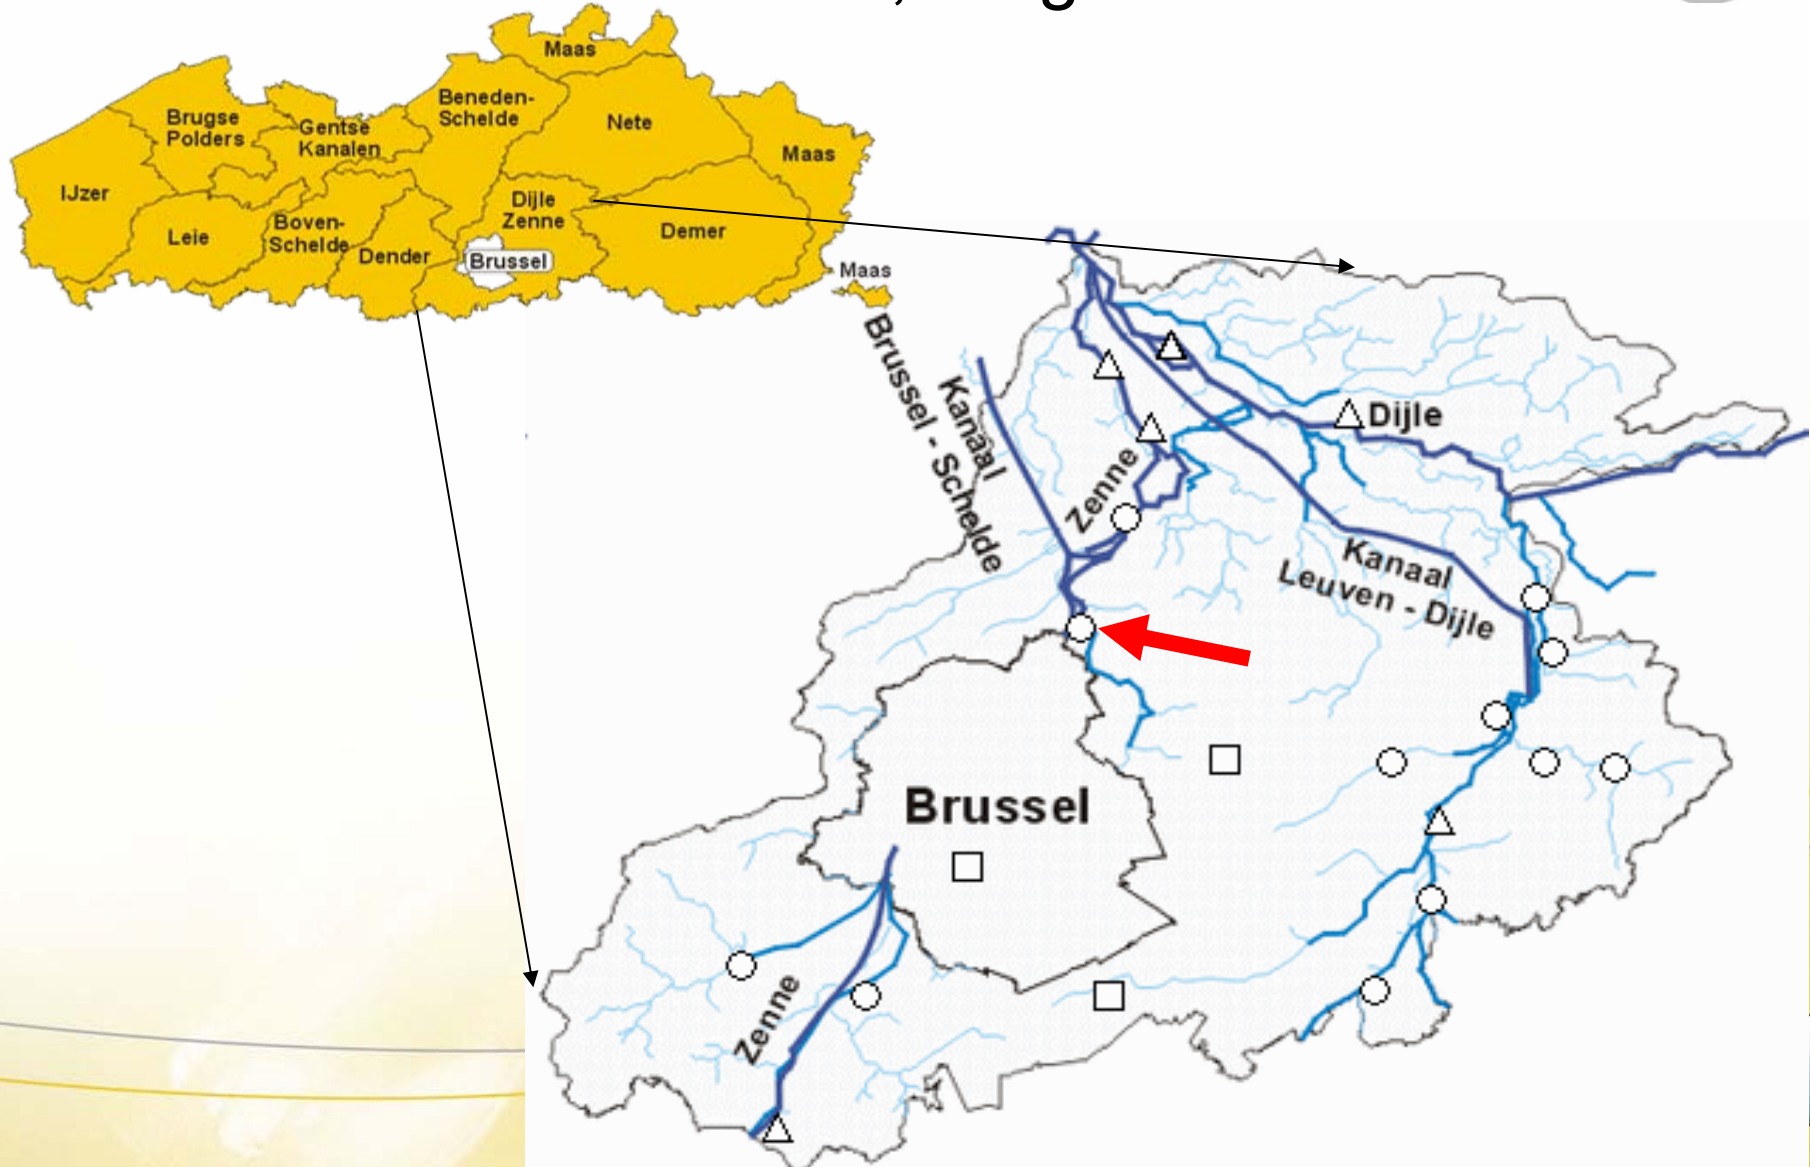 Maas
Beneden-
Schelde
Brugse
Polders
Gentse
Kanalen
Nete
Maas
IJzer
Dijle
Zenne
Leie
Boven-
Schelde
Dender
Demer
Brussel
Maas
Kanaal
Brussel - Schelde
Dijle
Zenne
Kanaal
Leuven - Dijle
Brussel
Zenne